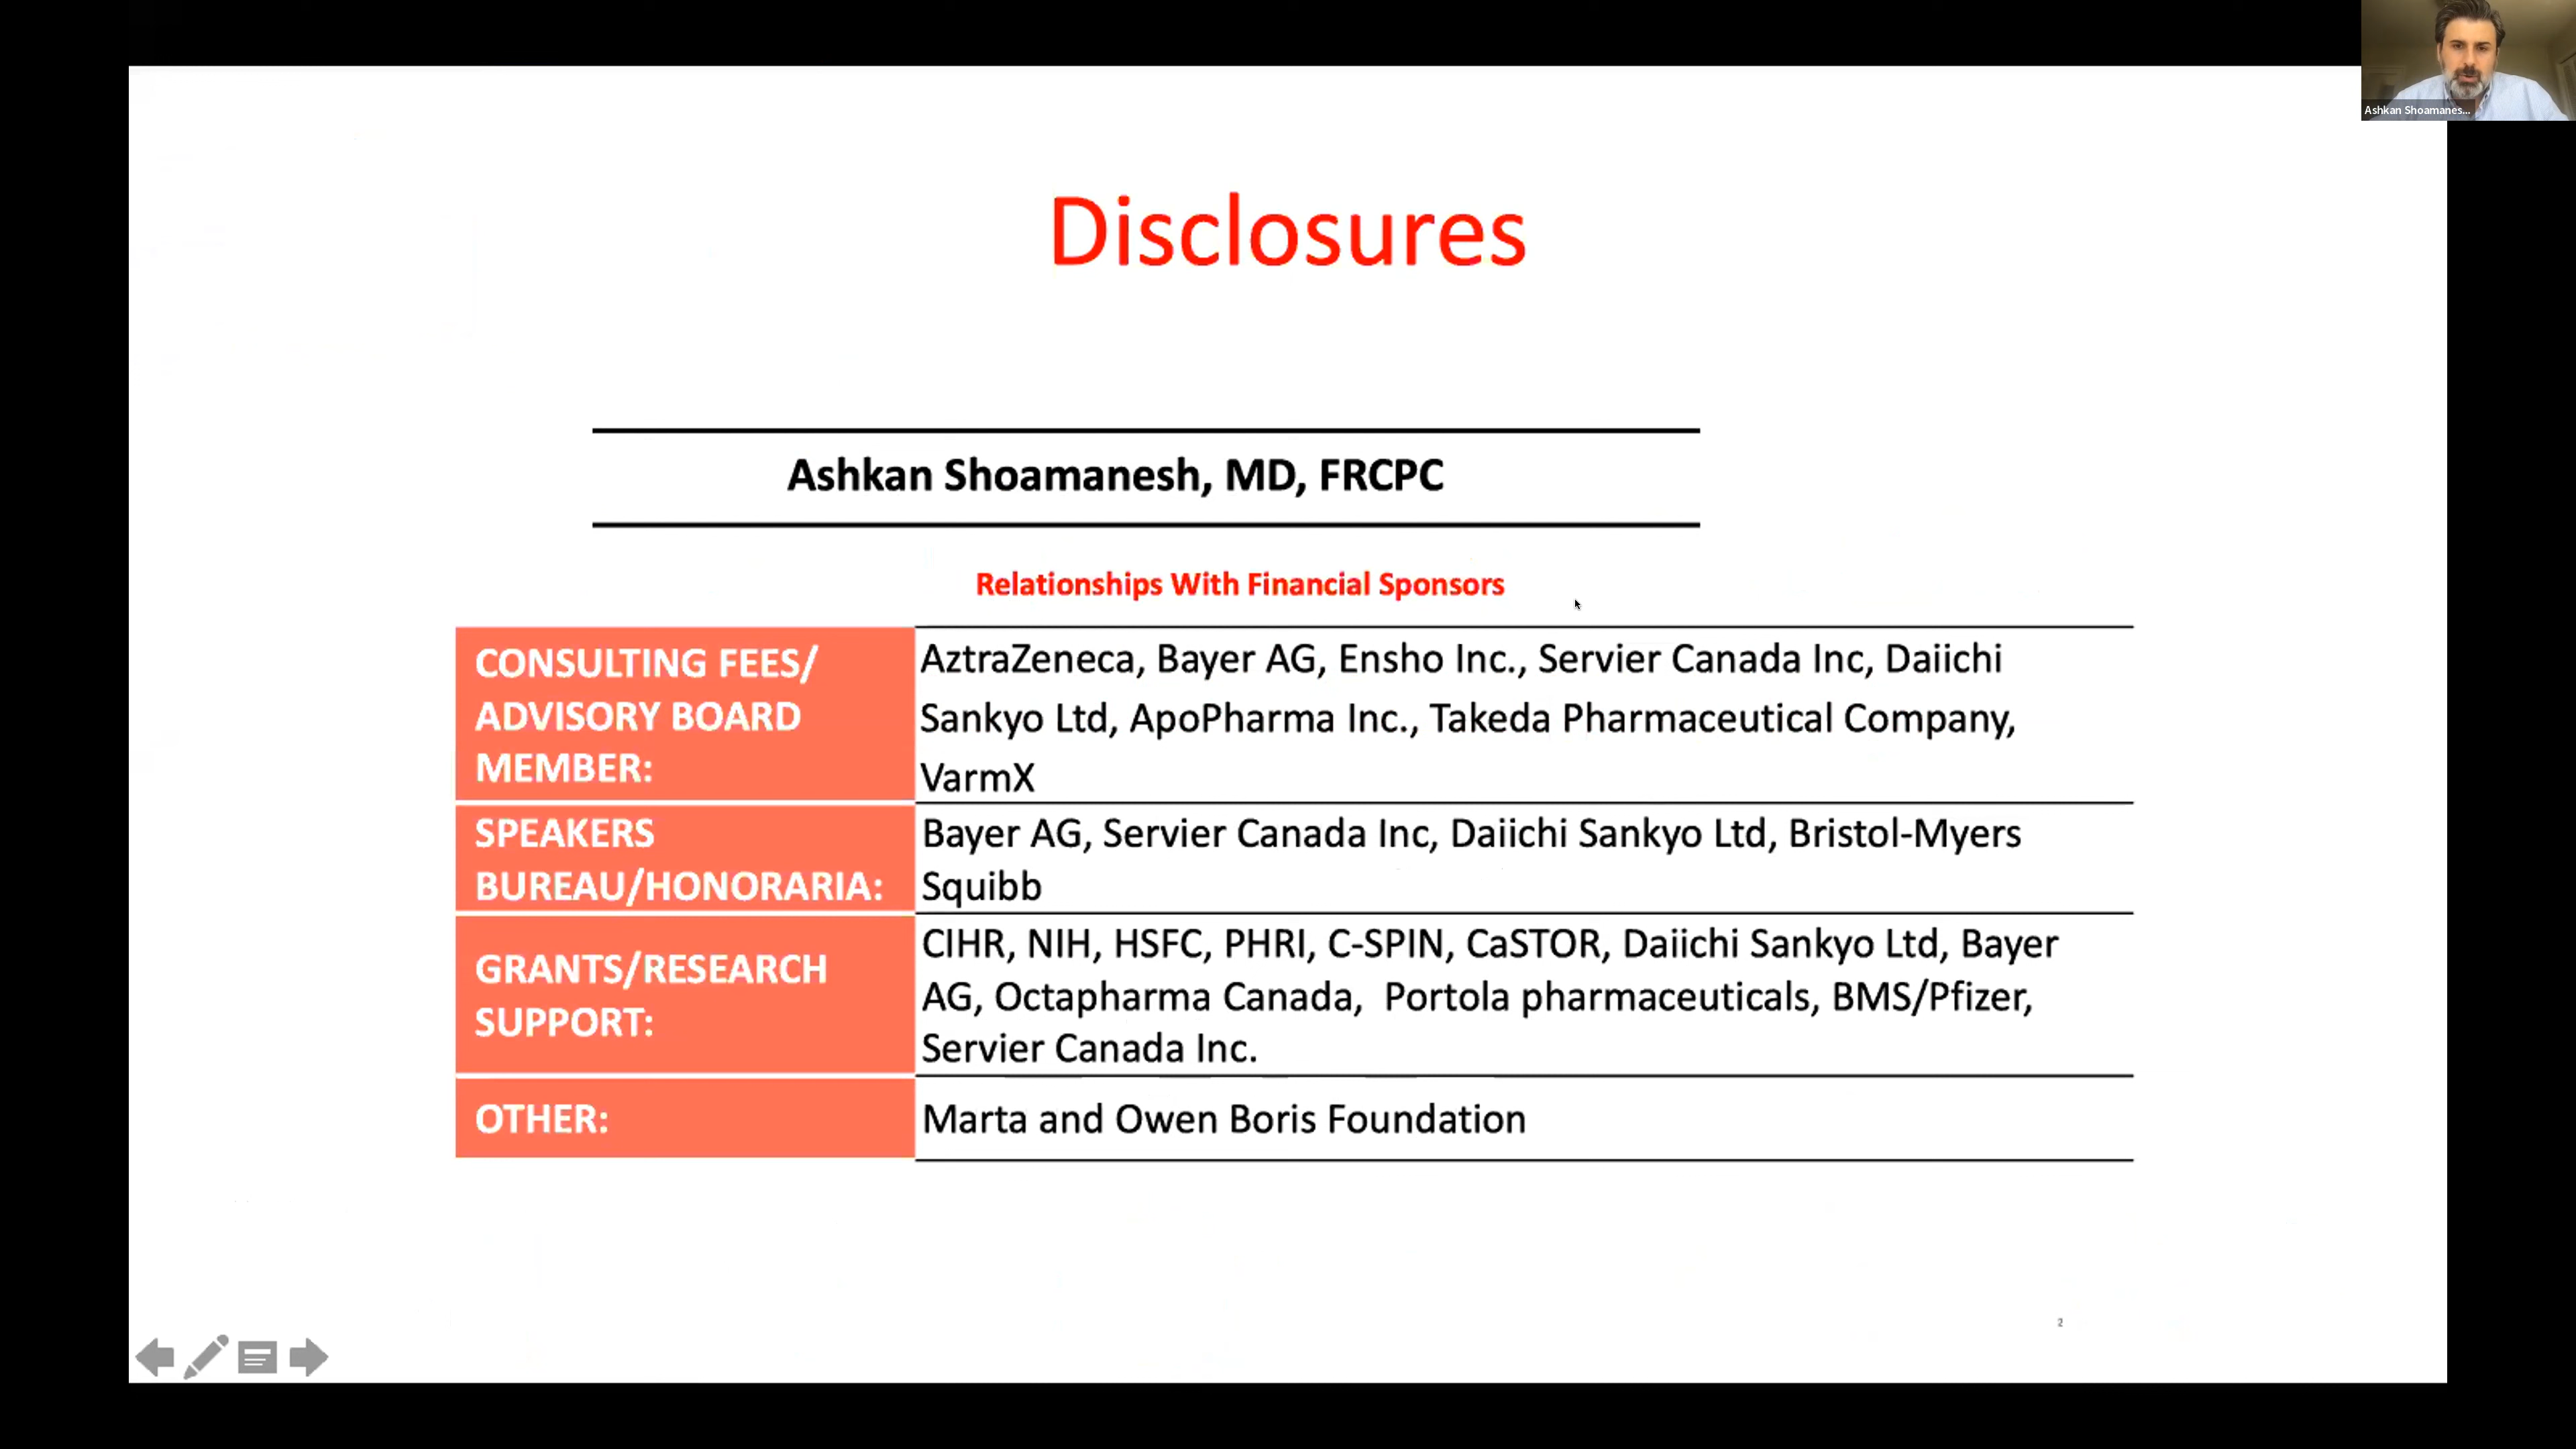 Ashkan Shoamanes...
Disclosures
Ashkan Shoamanesh, MD, FRCPC
Relationships With Financial Sponsors
CONSULTING FEES/
ADVISORY BOARD
MEMBER:
AztraZeneca, Bayer AG, Ensho Inc., Servier Canada Inc, Daiichi
Sankyo Ltd, ApoPharma Inc., Takeda Pharmaceutical Company,
VarmX
SPEAKERS
BUREAU/HONORARIA:
Bayer AG, Servier Canada Inc, Daiichi Sankyo Ltd, Bristol-Myers
Squibb
GRANTS/RESEARCH
SUPPORT:
CIHR, NIH, HSFC, PHRI, C-SPIN, CaSTOR, Daiichi Sankyo Ltd, Bayer
AG, Octapharma Canada, Portola pharmaceuticals, BMS/Pfizer,
Servier Canada Inc.
OTHER:
Marta and Owen Boris Foundation
2